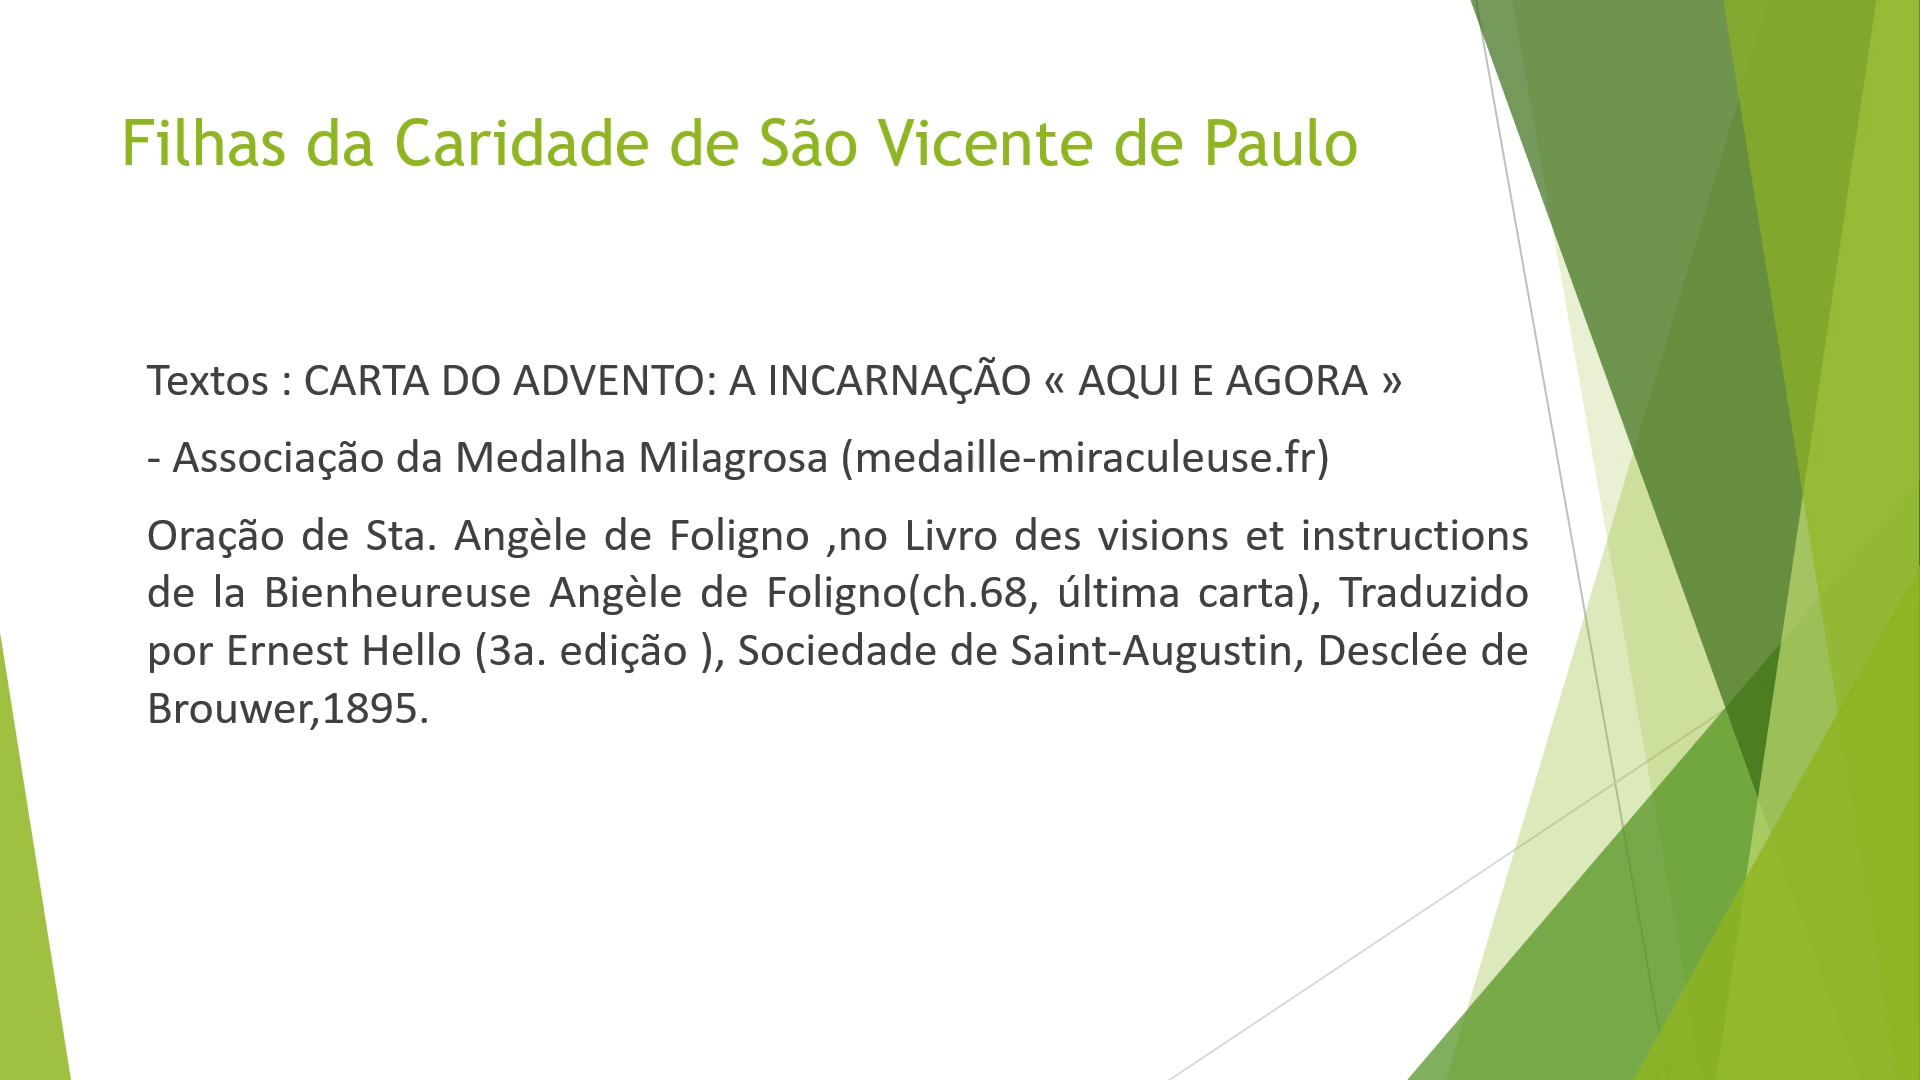 Filhas da Caridade de São Vicente de Paulo
Textos : CARTA DO ADVENTO: A INCARNAÇÃO « AQUI E AGORA »
- Associação da Medalha Milagrosa (medaille-miraculeuse.fr)
Oração de Sta. Angèle de Foligno ,no Livro des visions et instructions
de la Bienheureuse Angèle de Foligno(ch.68, última carta), Traduzido
por Ernest Hello (3a. edição ), Sociedade de Saint-Augustin, Desclée de
Brouwer,1895.